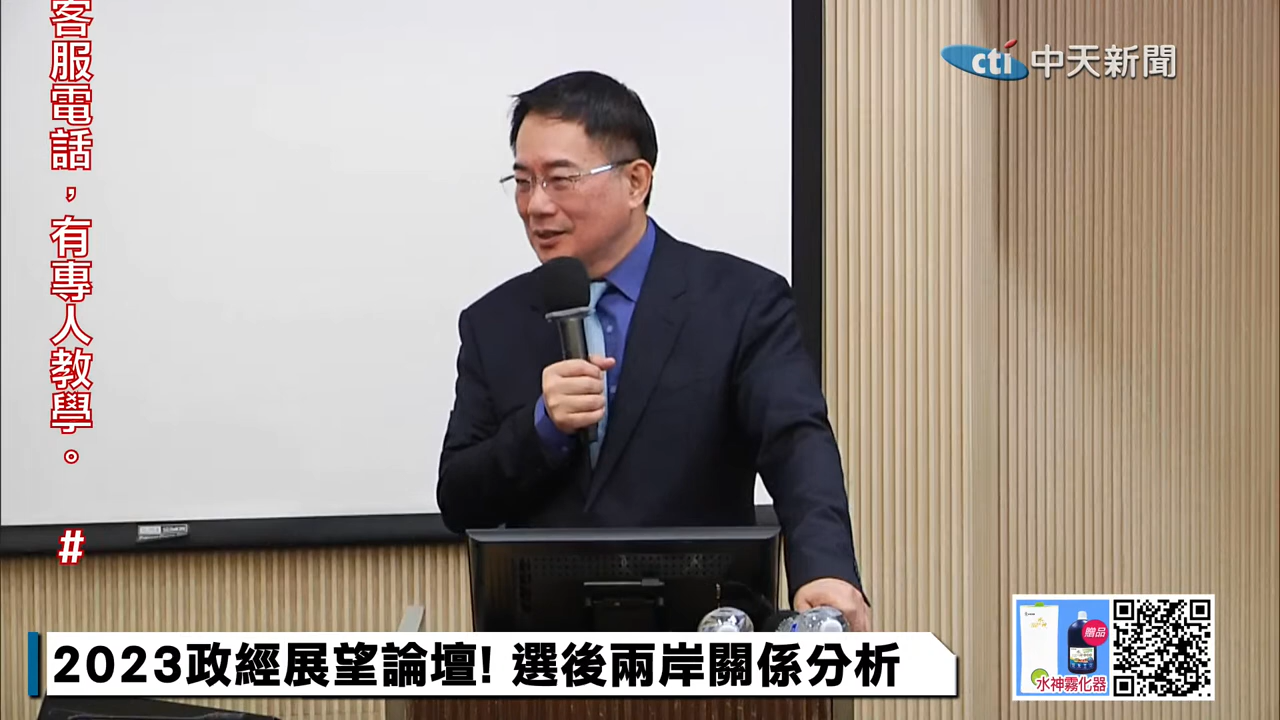 客服電話，有專人教學。 #
cti 中天新聞
2023政經展望論壇! 選後兩岸關係分析
贈品
水神霧化器